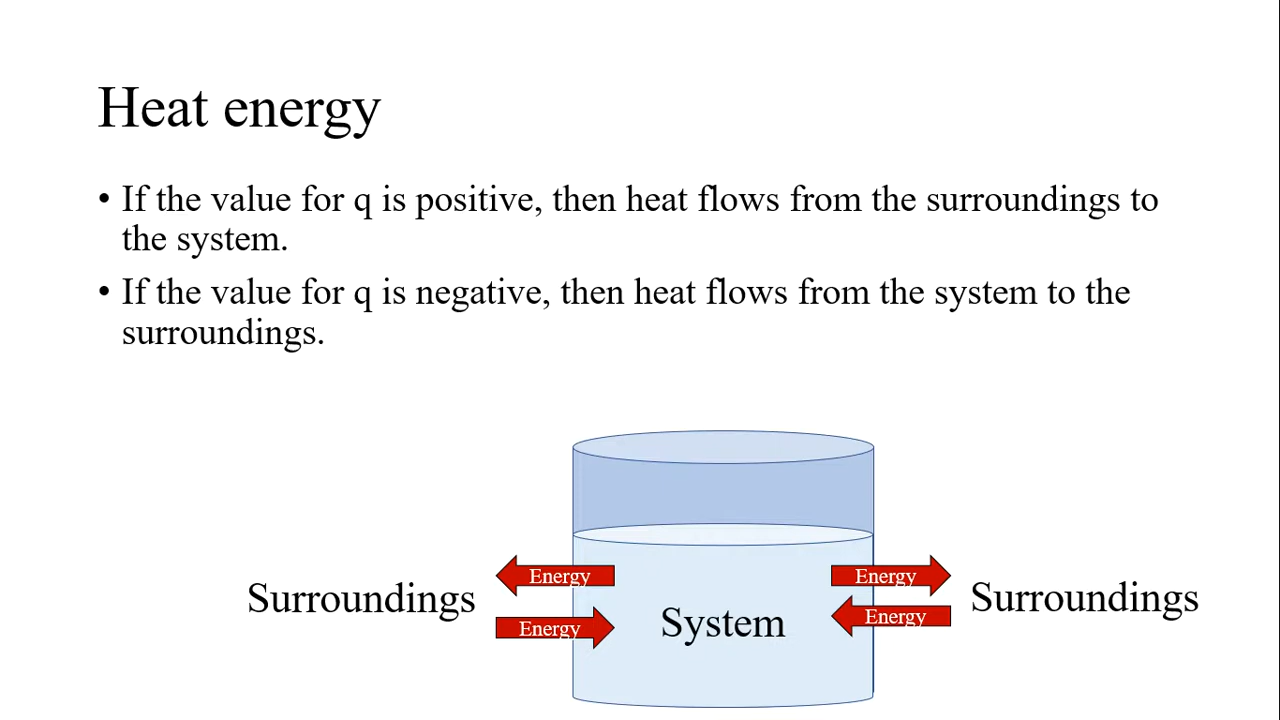 Heat energy
• If the value for q is positive, then heat flows from the surroundings to
the system.
• If the value for q is negative, then heat flows from the system to the
surroundings.
Energy
Energy
Surroundings
Surroundings
Energy
System
Energy